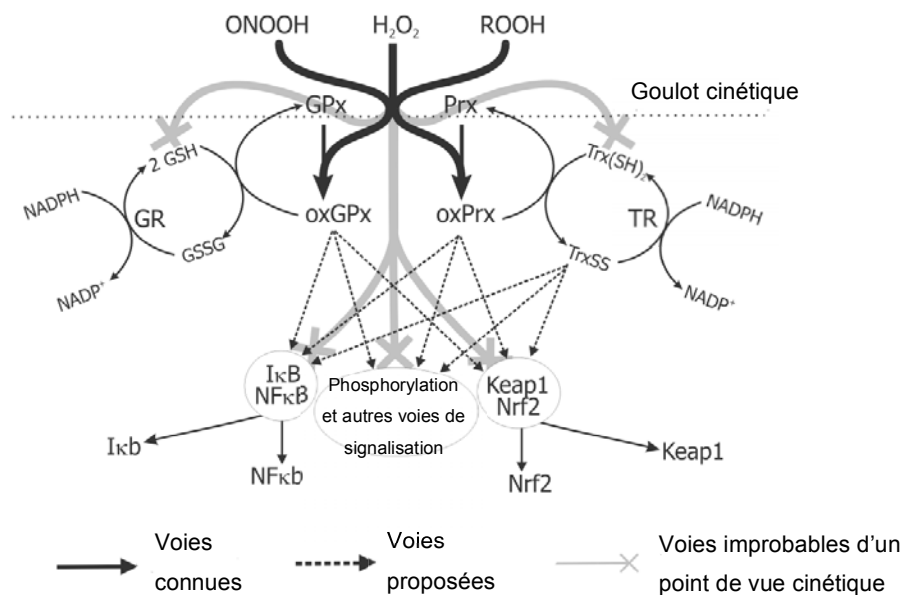 ONOOH
H₂O₂
ROOH
Goulot cinétique
GPx
Prx
2 GSH
Trx(SH)₂
NADPH
GR
oxGPx
oxPrx
TR
NADPH
GSSG
TrxSS
NADP⁺
NADP⁺
IκB
NFκB
Phosphorylation
et autres voies de
signalisation
Keap1
Nrf2
Iκb
NFκb
Nrf2
Keap1
Voies
connues
Voies
proposées
Voies improbables d’un
point de vue cinétique